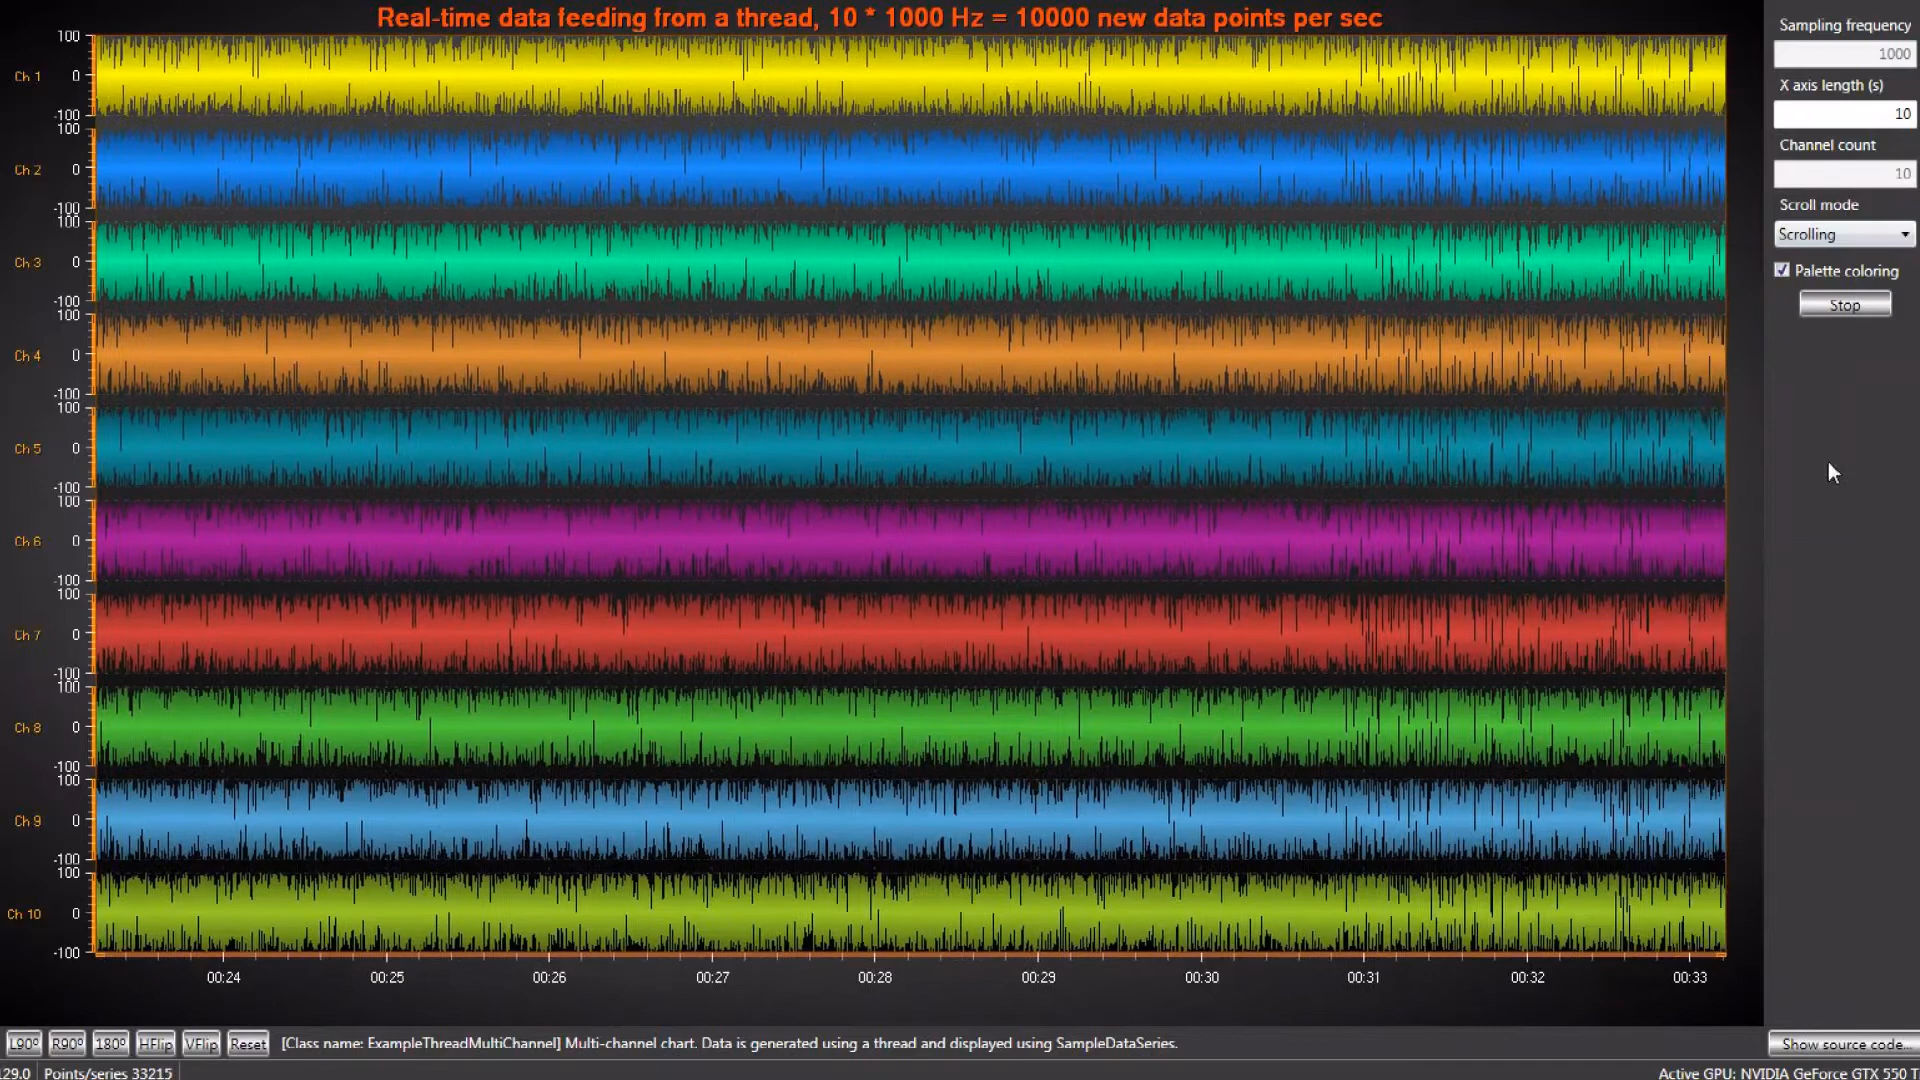 Real-time data feeding from a thread, 10 * 1000 Hz = 10000 new data points per sec
100
Ch 1
0
-100
100
Ch 2
0
-100
100
Ch 3
0
-100
100
Ch 4
0
-100
100
Ch 5
0
-100
100
Ch 6
0
-100
100
Ch 7
0
-100
100
Ch 8
0
-100
100
Ch 9
0
-100
100
Ch 10
0
-100
00:24 00:25 00:26 00:27 00:28 00:29 00:30 00:31 00:32 00:33
Sampling frequency
1000
X axis length (s)
10
Channel count
10
Scroll mode
Scrolling
Palette coloring
Stop
L90º R90º 180º HFlip VFlip Reset [Class name: ExampleThreadMultiChannel] Multi-channel chart. Data is generated using a thread and displayed using SampleDataSeries. Show source code...
129.0 Points/series 33215 Active GPU: NVIDIA GeForce GTX 550 T